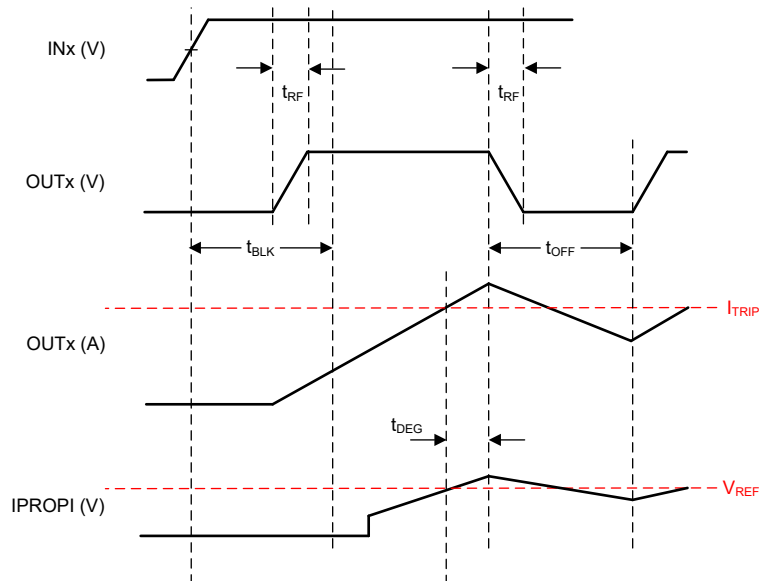 INx (V)
tRF
tRF
OUTx (V)
tBLK
tOFF
ITRIP
OUTx (A)
tDEG
VREF
IPROPI (V)